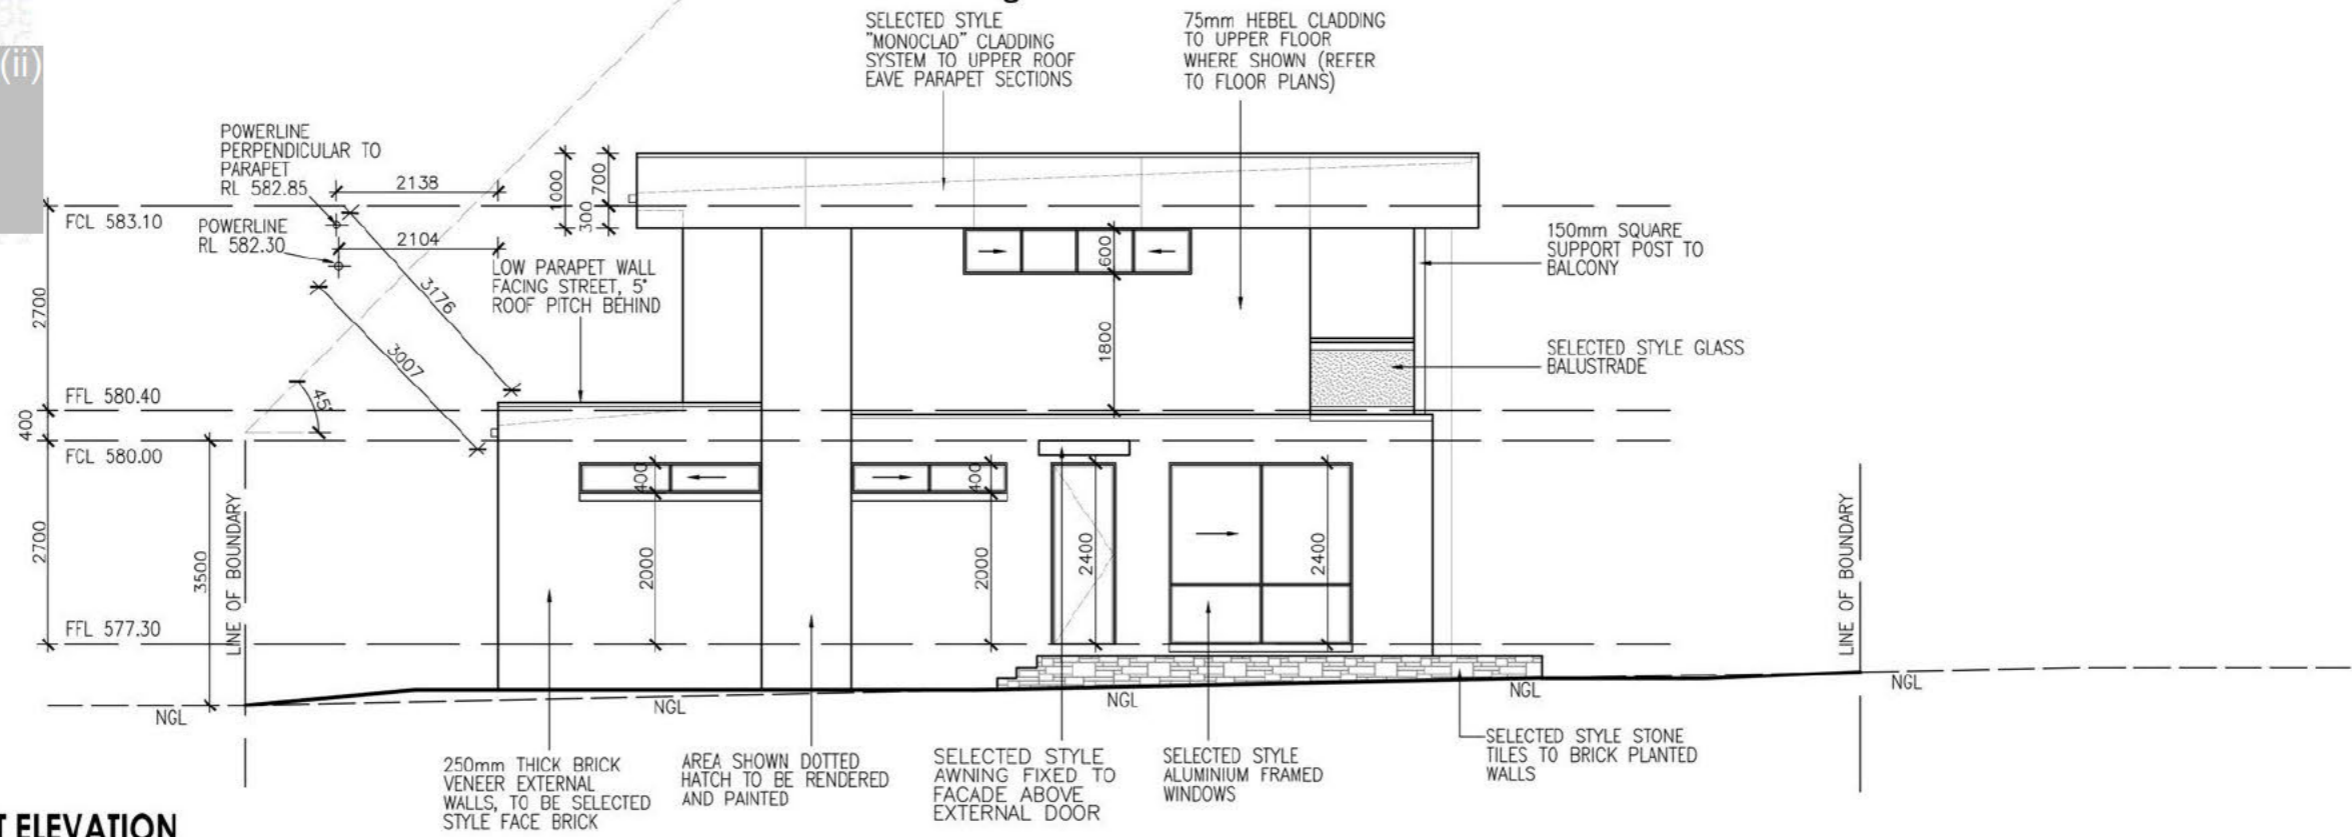 (ii)
SELECTED STYLE
"MONOCLAD" CLADDING
SYSTEM TO UPPER ROOF
EAVE PARAPET SECTIONS
75mm HEBEL CLADDING
TO UPPER FLOOR
WHERE SHOWN (REFER
TO FLOOR PLANS)
POWERLINE
PERPENDICULAR TO
PARAPET
RL 582.85
2138
1000
700
300
FCL 583.10
POWERLINE
RL 582.30
2104
600
150mm SQUARE
SUPPORT POST TO
BALCONY
LOW PARAPET WALL
FACING STREET, 5°
ROOF PITCH BEHIND
2700
3176
3007
1800
SELECTED STYLE GLASS
BALUSTRADE
FFL 580.40
45°
400
FCL 580.00
400
400
2700
3500
LINE OF BOUNDARY
2000
2000
2400
2400
LINE OF BOUNDARY
FFL 577.30
NGL
NGL
NGL
NGL
NGL
250mm THICK BRICK
VENEER EXTERNAL
WALLS, TO BE SELECTED
STYLE FACE BRICK
AREA SHOWN DOTTED
HATCH TO BE RENDERED
AND PAINTED
SELECTED STYLE
AWNING FIXED TO
FACADE ABOVE
EXTERNAL DOOR
SELECTED STYLE
ALUMINIUM FRAMED
WINDOWS
SELECTED STYLE STONE
TILES TO BRICK PLANTED
WALLS
T ELEVATION